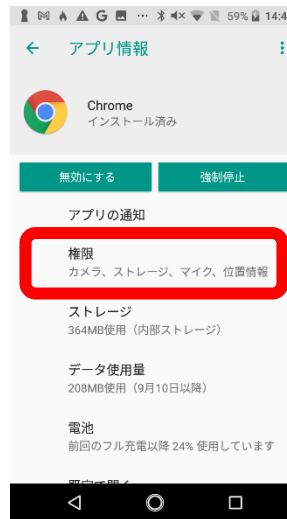 59% 14:4
アプリ情報
Chrome
インストール済み
無効にする
強制停止
アプリの通知
権限
カメラ、ストレージ、マイク、位置情報
ストレージ
364MB使用（内部ストレージ）
データ使用量
208MB使用（9月10日以降）
電池
前回のフル充電以降 24% 使用しています